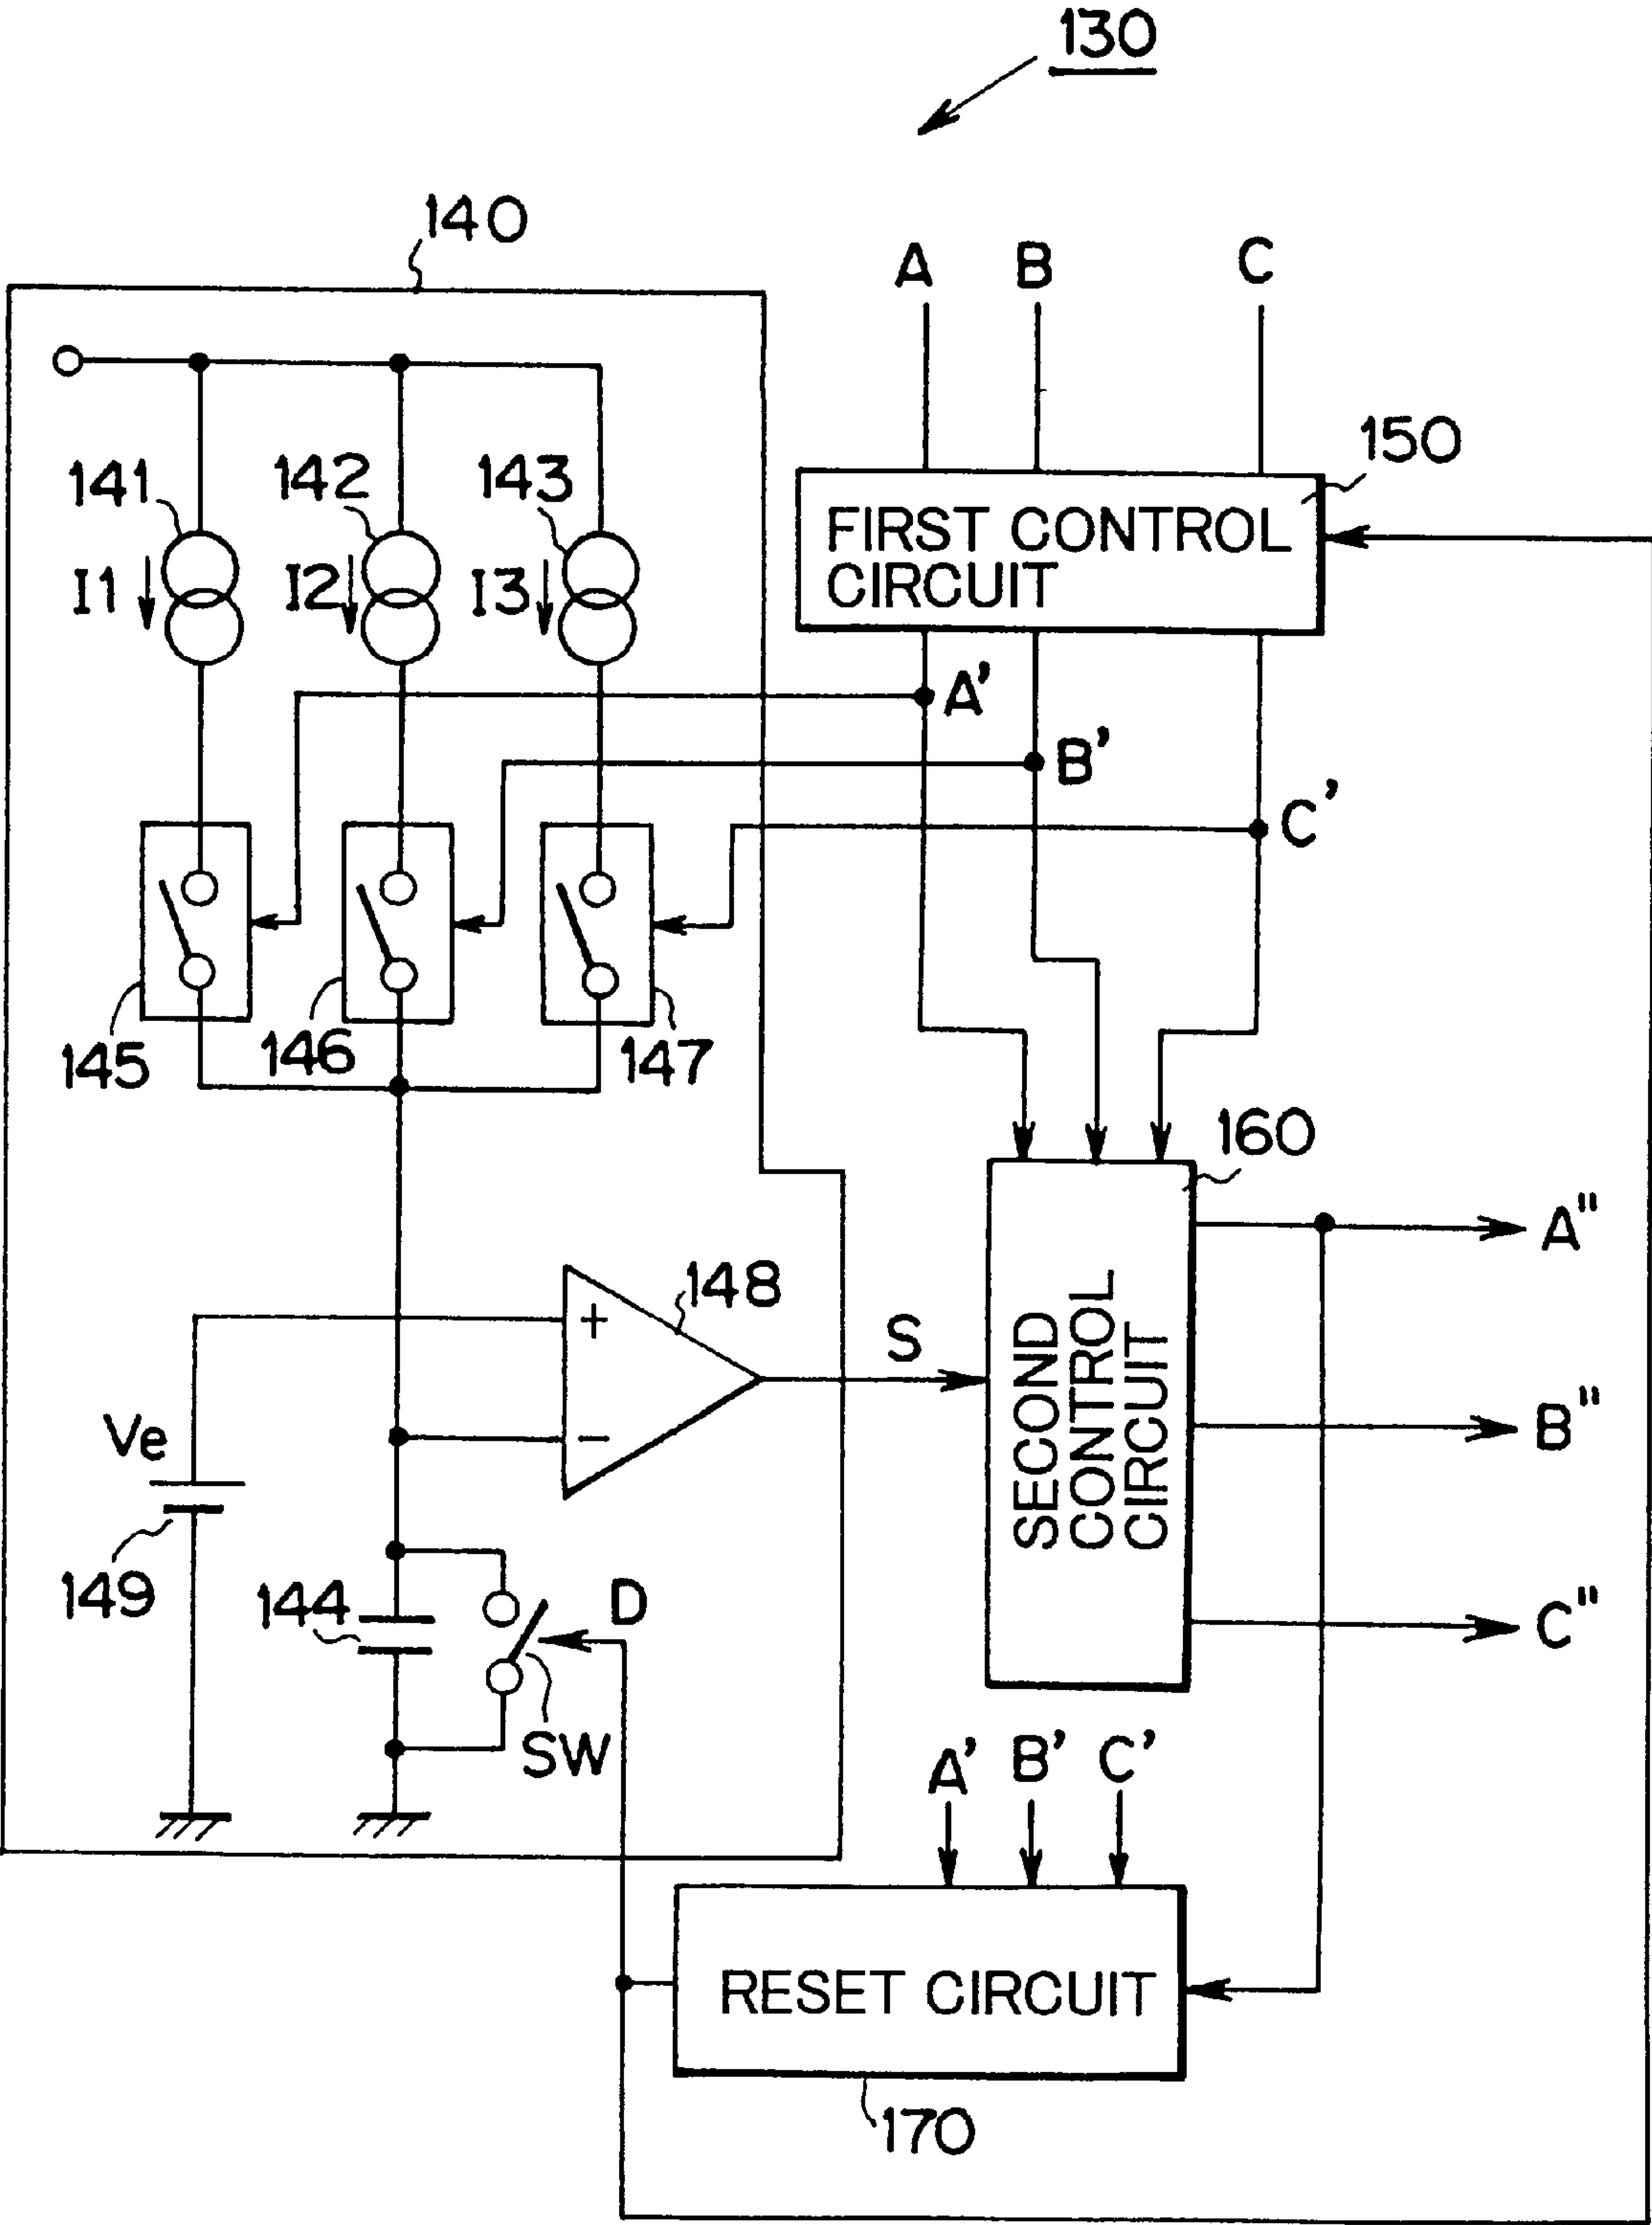 130
140
A B C
150
141 142 143
FIRST CONTROL
CIRCUIT
I1 I2 I3
A'
B'
C'
145 146 147
160
A"
148
+
S
SECOND
CONTROL
CIRCUIT
Ve
−
B"
149
144
D
C"
SW
A' B' C'
RESET CIRCUIT
170